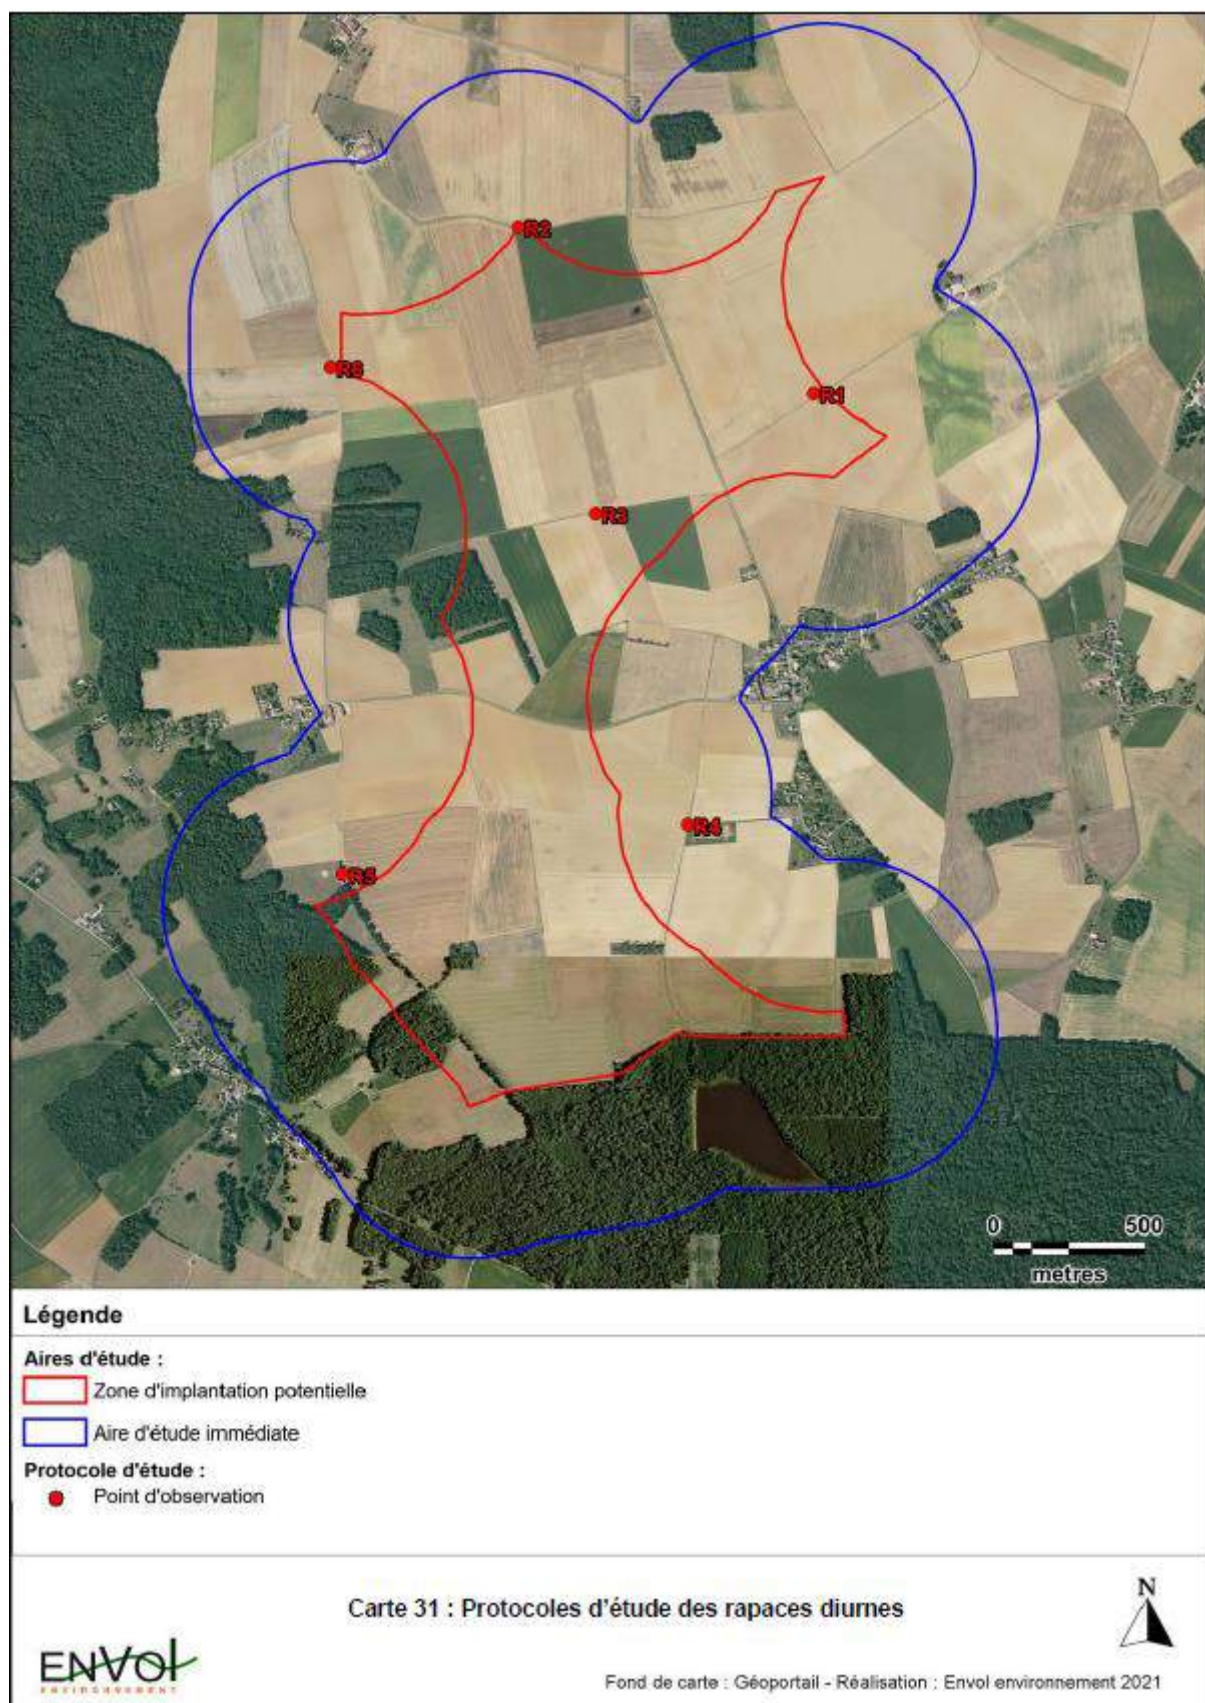 R2
R6
R1
R3
R4
R5
0 500
metres
Légende
Aires d'étude :
Zone d'implantation potentielle
Aire d'étude immédiate
Protocole d'étude :
Point d'observation
N
Carte 31 : Protocoles d'étude des rapaces diurnes
ENVOl
ENVIRONNEMENT
Fond de carte : Géoportail - Réalisation : Envol environnement 2021